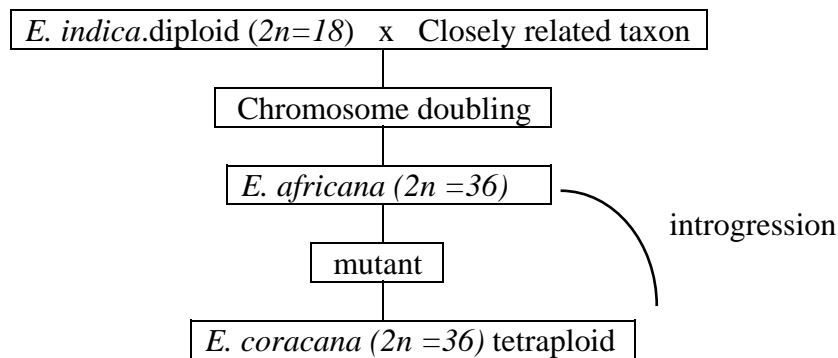 E. indica.diploid (2n=18) x Closely related taxon
Chromosome doubling
E. africana (2n =36)
introgression
mutant
E. coracana (2n =36) tetraploid